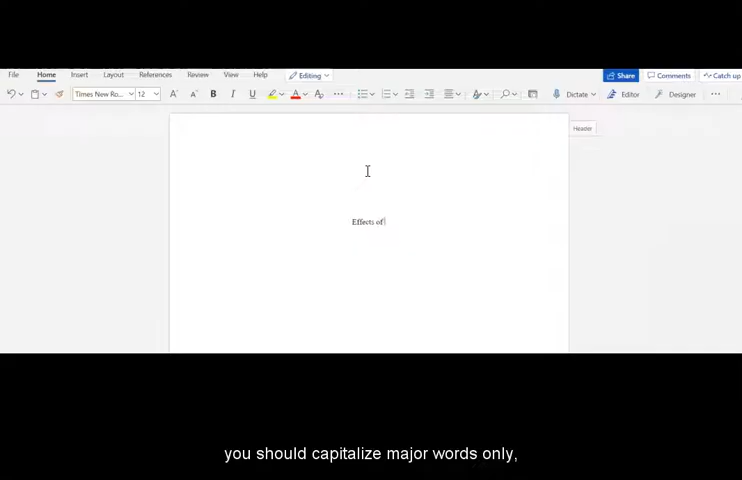 File Home Insert Layout References Review View Help Editing Share Comments Catch up
Times New Ro... 12 A A B I U A A Dictate Editor Designer
Header
Effects of
you should capitalize major words only,